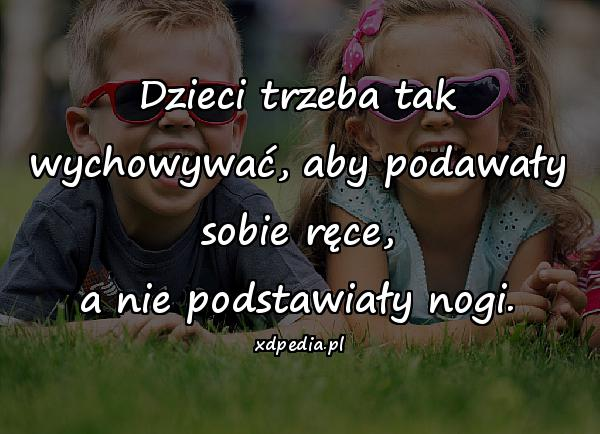 Dzieci trzeba tak
wychowywać, aby podawały
sobie ręce,
a nie podstawiały nogi.
xdpedia.pl